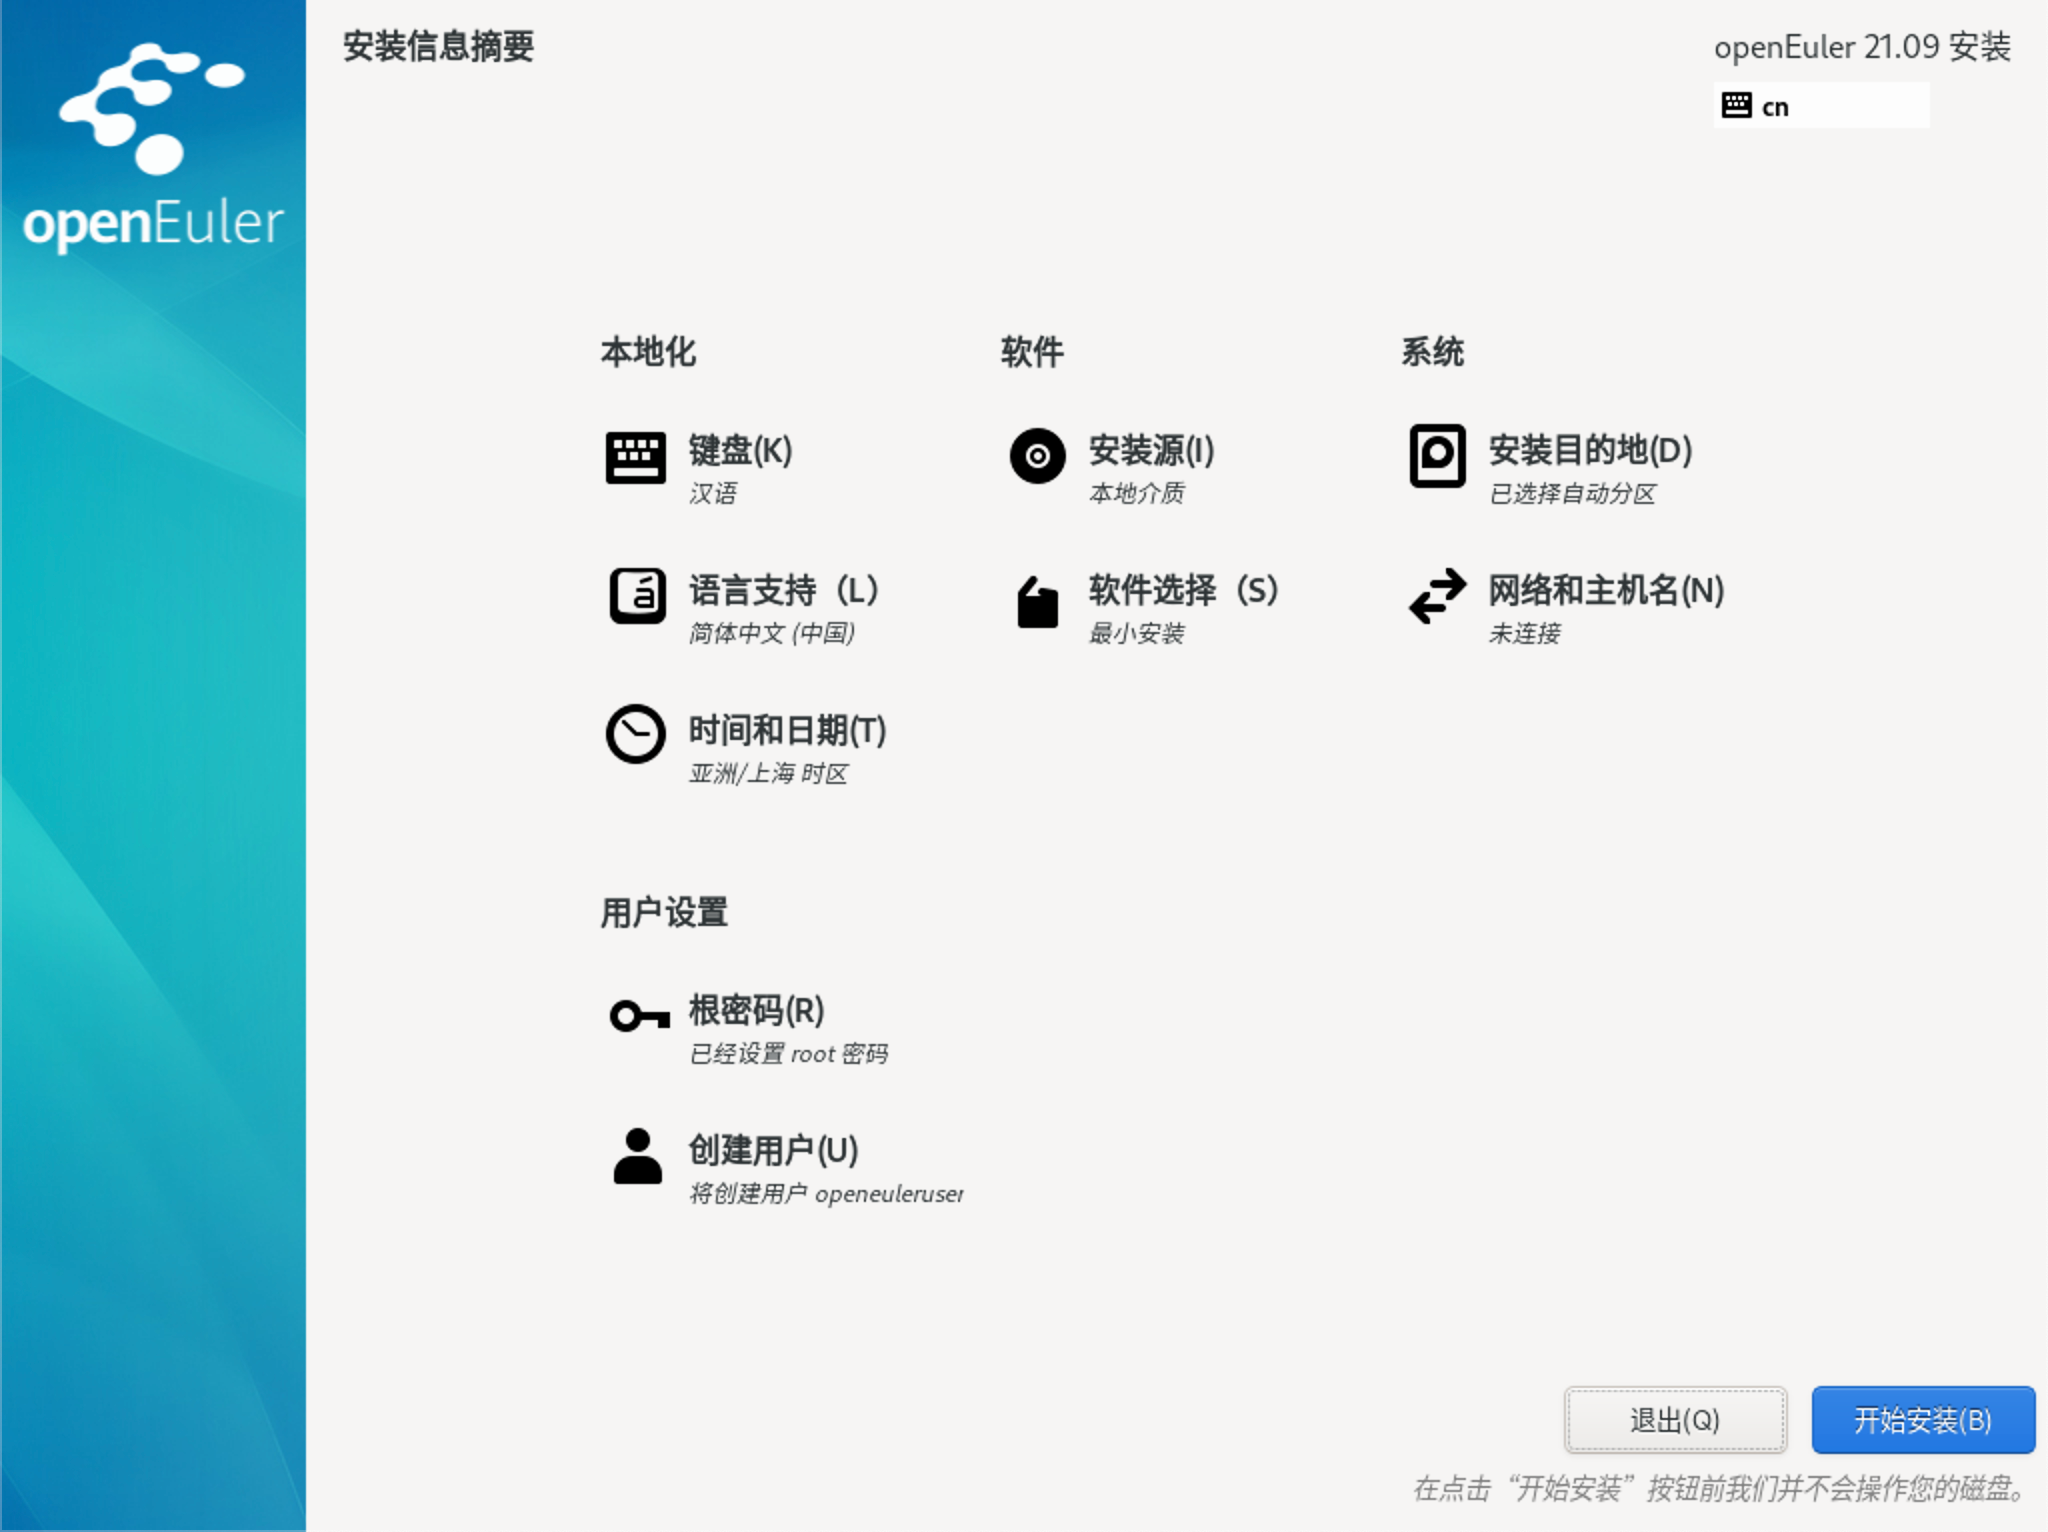 openEuler
安装信息摘要
openEuler 21.09 安装
cn
本地化
键盘(K)
汉语
语言支持（L）
简体中文 (中国)
时间和日期(T)
亚洲/上海 时区
软件
安装源(I)
本地介质
软件选择（S）
最小安装
系统
安装目的地(D)
已选择自动分区
网络和主机名(N)
未连接
用户设置
根密码(R)
已经设置 root 密码
创建用户(U)
将创建用户 openeuleruser
退出(Q)
开始安装(B)
在点击“开始安装”按钮前我们并不会操作您的磁盘。